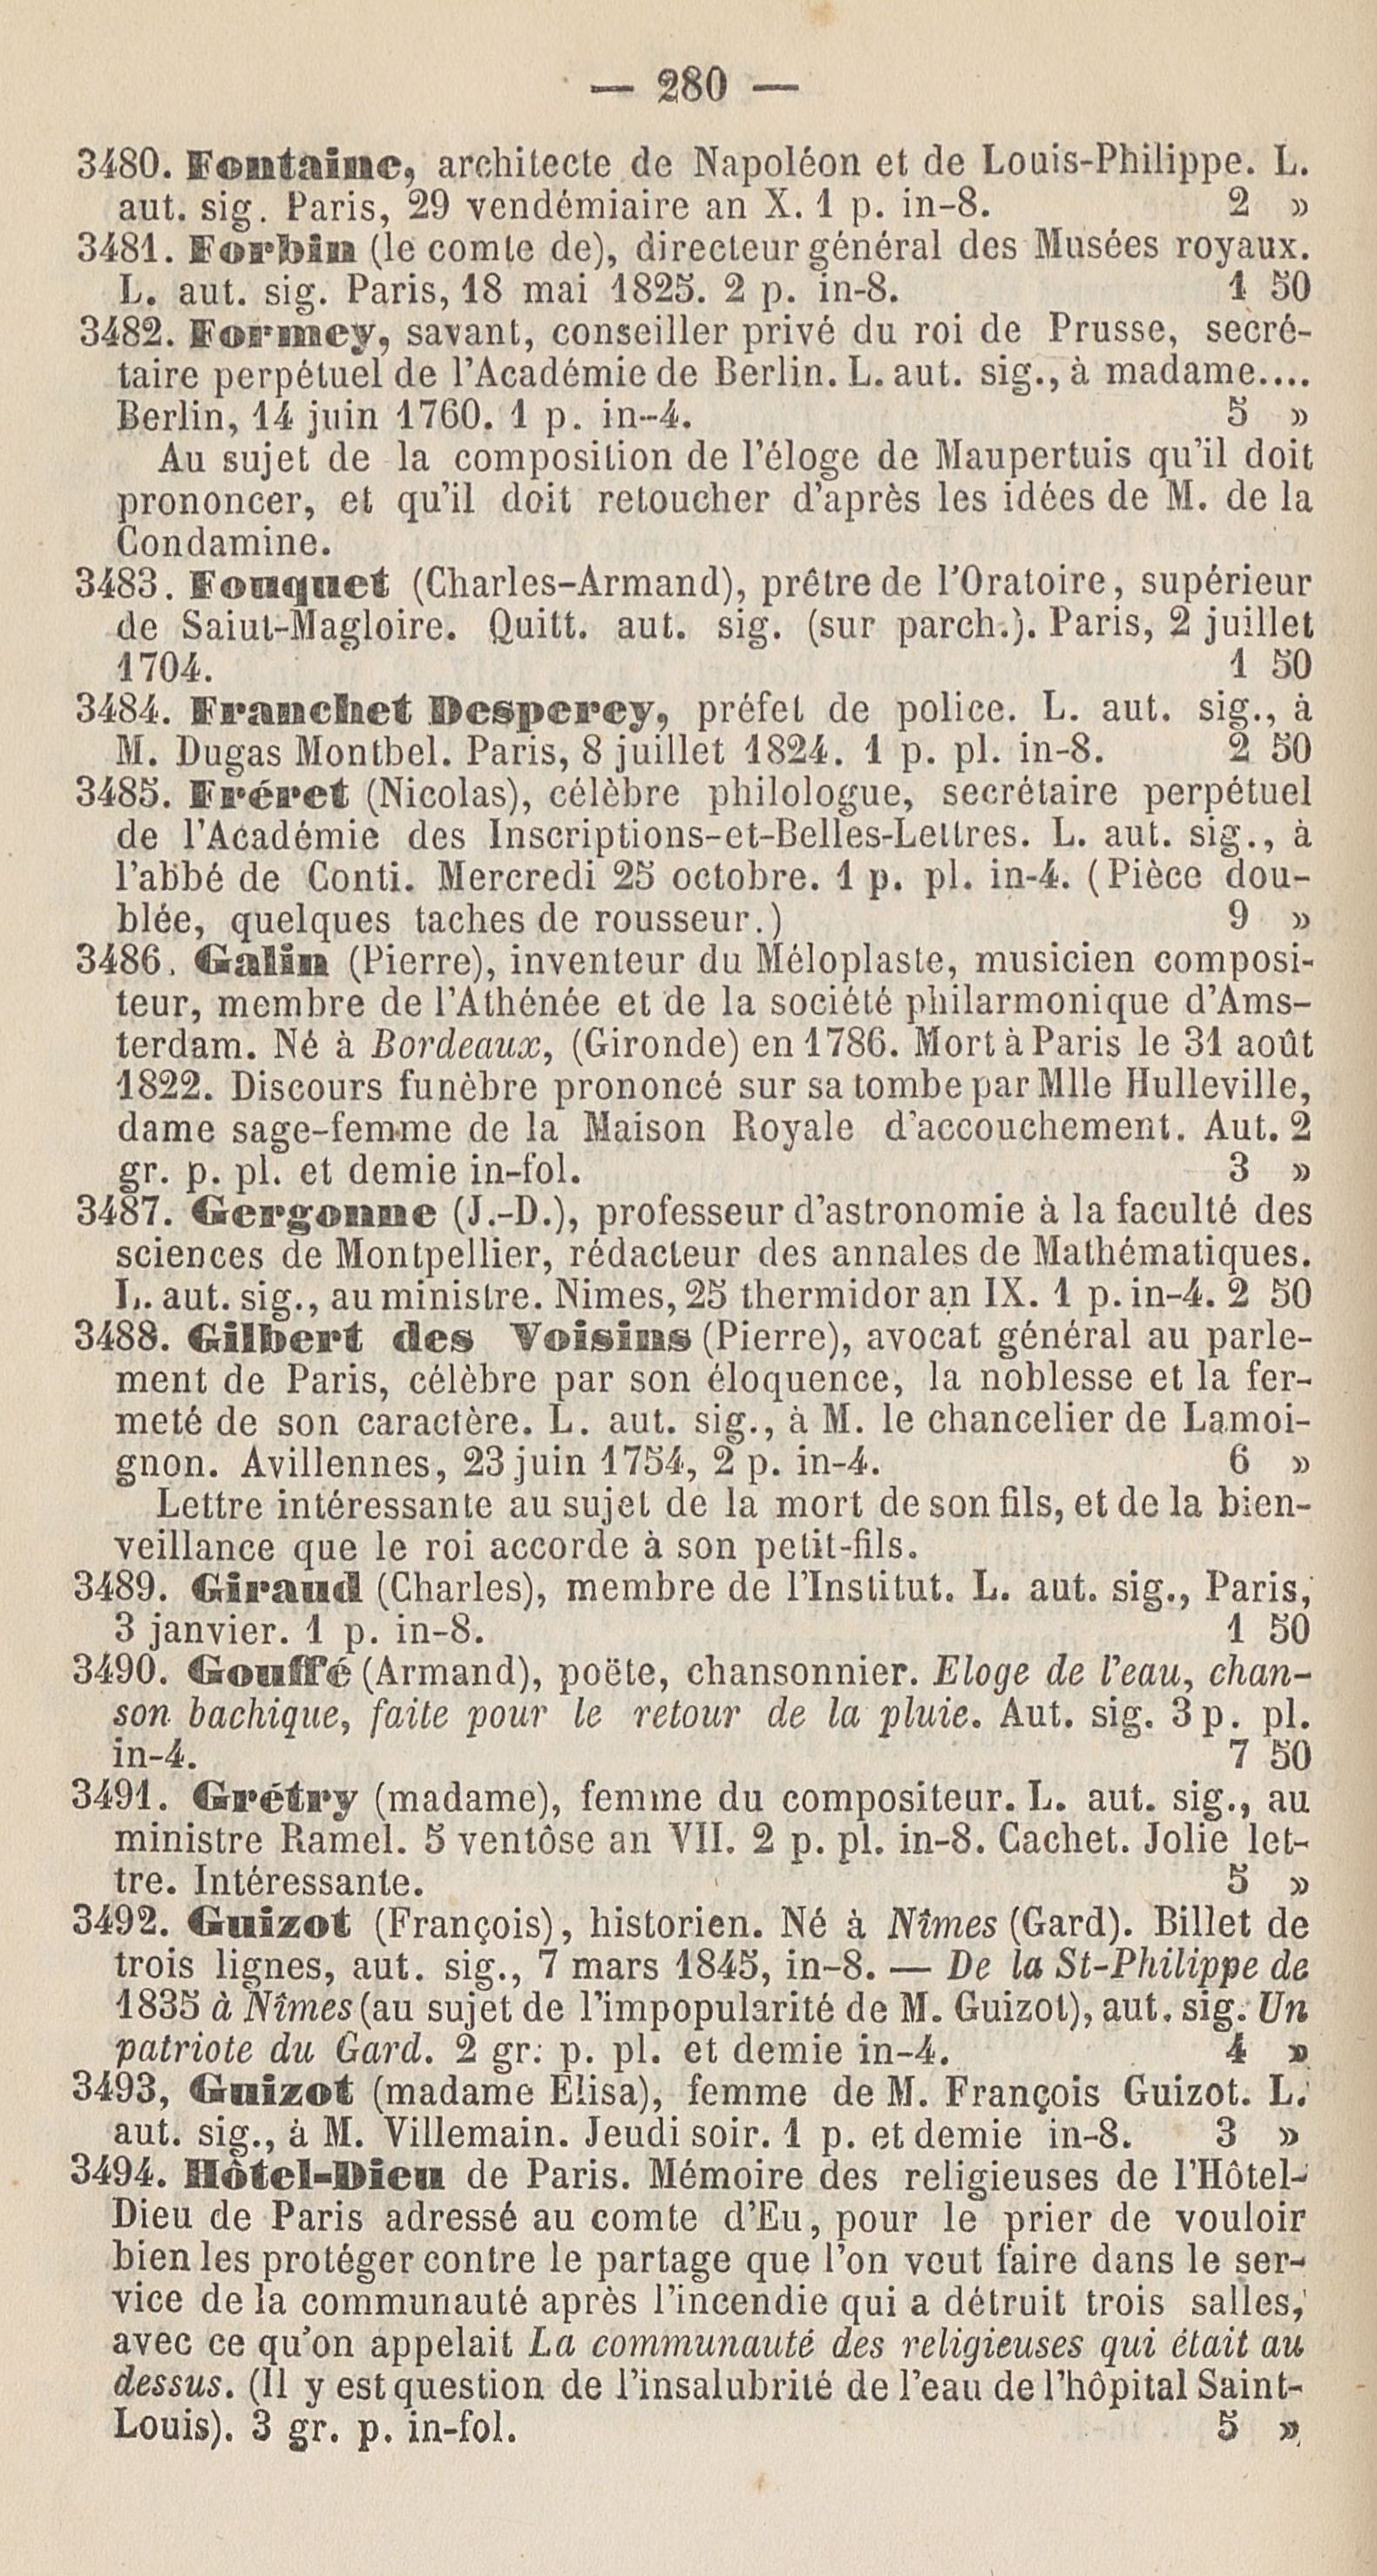 — 280 —
3480. Fontaine, architecte de Napoléon et de Louis-Philippe. L.
aut. sig. Paris, 29 vendémiaire an X. 1 p. in-8. 2 »
3481. Forbin (le comte de), directeur général des Musées royaux.
L. aut. sig. Paris, 18 mai 1825. 2 p. in-8. 1 50
3482. Formey, savant, conseiller privé du roi de Prusse, secré-
taire perpétuel de l'Académie de Berlin. L. aut. sig., à madame....
Berlin, 14 juin 1760. 1 p. in-4. 5 »
Au sujet de la composition de l'éloge de Maupertuis qu'il doit
prononcer, et qu'il doit retoucher d'après les idées de M. de la
Condamine.
3483. Fouquet (Charles-Armand), prêtre de l'Oratoire, supérieur
de Saiut-Magloire. Quitt. aut. sig. (sur parch.). Paris, 2 juillet
1704. 1 50
3484. Franchet Desperey, préfet de police. L. aut. sig., à
M. Dugas Montbel. Paris, 8 juillet 1824. 1 p. pl. in-8. 2 50
3485. Fréret (Nicolas), célèbre philologue, secrétaire perpétuel
de l'Académie des Inscriptions-et-Belles-Lettres. L. aut. sig., à
l'abbé de Conti. Mercredi 25 octobre. 1 p. pl. in-4. (Pièce dou-
blée, quelques taches de rousseur.) 9 »
3486. Galin (Pierre), inventeur du Méloplaste, musicien composi-
teur, membre de l'Athénée et de la société philarmonique d'Ams-
terdam. Né à Bordeaux, (Gironde) en 1786. Mort à Paris le 31 août
1822. Discours funèbre prononcé sur sa tombe par Mlle Hulleville,
dame sage-femme de la Maison Royale d'accouchement. Aut. 2
gr. p. pl. et demie in-fol. 3 »
3487. Gergonne (J.-D.), professeur d'astronomie à la faculté des
sciences de Montpellier, rédacteur des annales de Mathématiques.
L. aut. sig., au ministre. Nimes, 25 thermidor an IX. 1 p. in-4. 2 50
3488. Gilbert des Voisins (Pierre), avocat général au parle-
ment de Paris, célèbre par son éloquence, la noblesse et la fer-
meté de son caractère. L. aut. sig., à M. le chancelier de Lamoi-
gnon. Avillennes, 23 juin 1754, 2 p. in-4. 6 »
Lettre intéressante au sujet de la mort de son fils, et de la bien-
veillance que le roi accorde à son petit-fils.
3489. Giraud (Charles), membre de l'Institut. L. aut. sig., Paris,
3 janvier. 1 p. in-8. 1 50
3490. Gouffé (Armand), poëte, chansonnier. Eloge de l'eau, chan-
son bachique, faite pour le retour de la pluie. Aut. sig. 3 p. pl.
in-4. 7 50
3491. Grétry (madame), femme du compositeur. L. aut. sig., au
ministre Ramel. 5 ventôse an VII. 2 p. pl. in-8. Cachet. Jolie let-
tre. Intéressante. 5 »
3492. Guizot (François), historien. Né à Nîmes (Gard). Billet de
trois lignes, aut. sig., 7 mars 1845, in-8. — De la St-Philippe de
1835 à Nîmes (au sujet de l'impopularité de M. Guizot), aut. sig. Un
patriote du Gard. 2 gr. p. pl. et demie in-4. 4 »
3493, Guizot (madame Elisa), femme de M. François Guizot. L.
aut. sig., à M. Villemain. Jeudi soir. 1 p. et demie in-8. 3 »
3494. Hôtel-Dieu de Paris. Mémoire des religieuses de l'Hôtel-
Dieu de Paris adressé au comte d'Eu, pour le prier de vouloir
bien les protéger contre le partage que l'on veut faire dans le ser-
vice de la communauté après l'incendie qui a détruit trois salles,
avec ce qu'on appelait La communauté des religieuses qui était au
dessus. (Il y est question de l'insalubrité de l'eau de l'hôpital Saint-
Louis). 3 gr. p. in-fol. 5 »